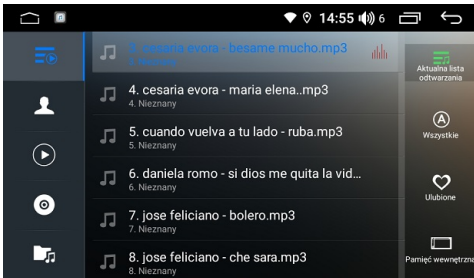 14:55
6
3. cesaria evora - besame mucho.mp3
3. Nieznany
4. cesaria evora - maria elena..mp3
4. Nieznany
5. cuando vuelva a tu lado - ruba.mp3
5. Nieznany
6. daniela romo - si dios me quita la vid...
6. Nieznany
7. jose feliciano - bolero.mp3
7. Nieznany
8. jose feliciano - che sara.mp3
8. Nieznany
Aktualna lista
odtwarzania
A
Wszystkie
Ulubione
Pamięć wewnętrzna